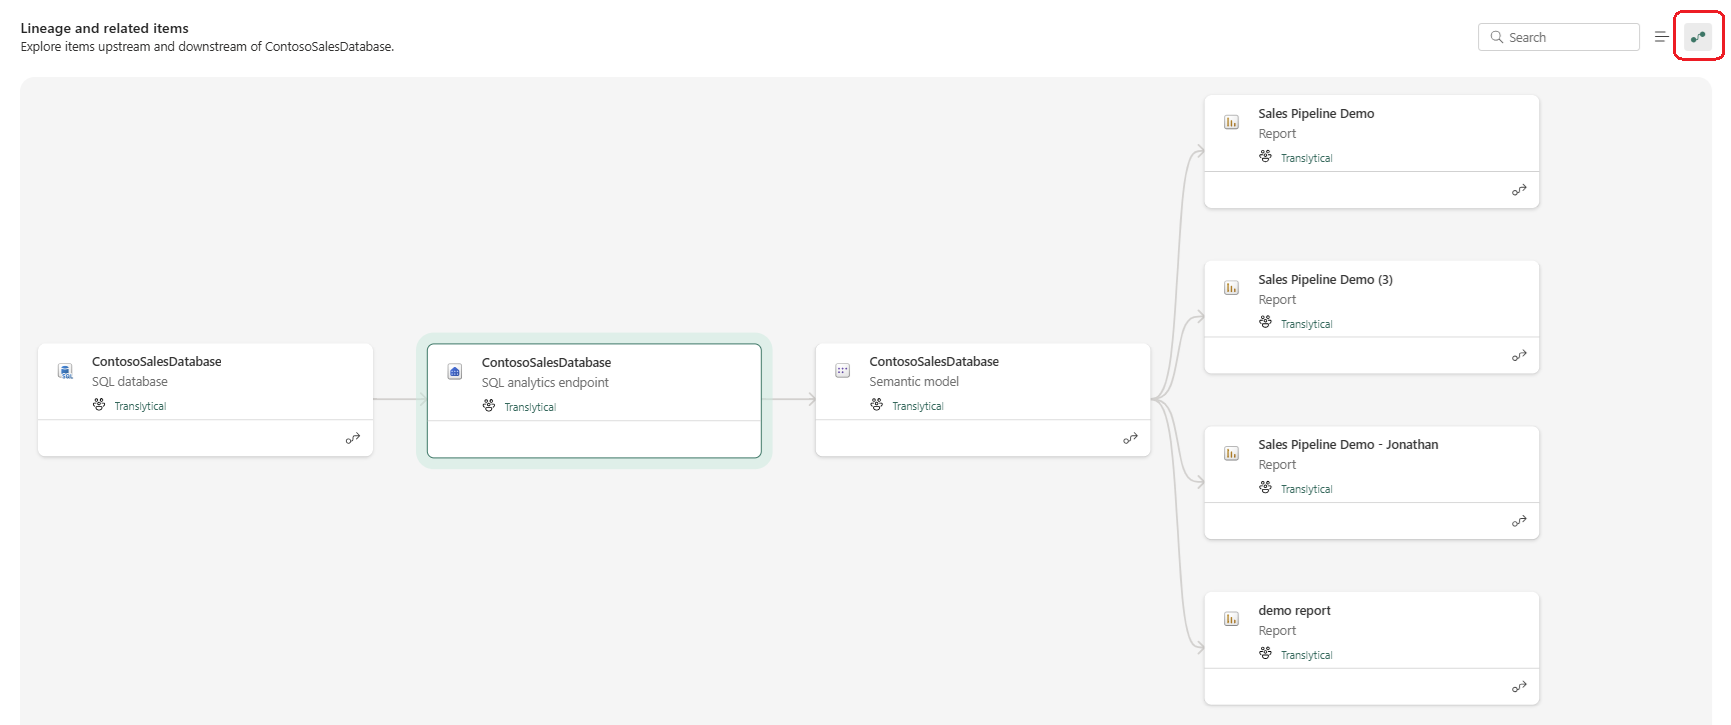 Lineage and related items
Explore items upstream and downstream of ContosoSalesDatabase.
Search
ContosoSalesDatabase
SQL database
Translytical
ContosoSalesDatabase
SQL analytics endpoint
Translytical
ContosoSalesDatabase
Semantic model
Translytical
Sales Pipeline Demo
Report
Translytical
Sales Pipeline Demo (3)
Report
Translytical
Sales Pipeline Demo - Jonathan
Report
Translytical
demo report
Report
Translytical